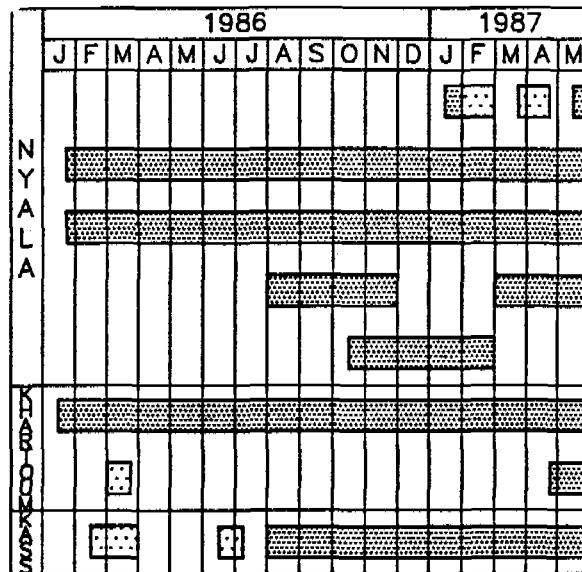 1986 1987
J F M A M J J A S O N D J F M A M
NYALA
KHARTOUM
KASS